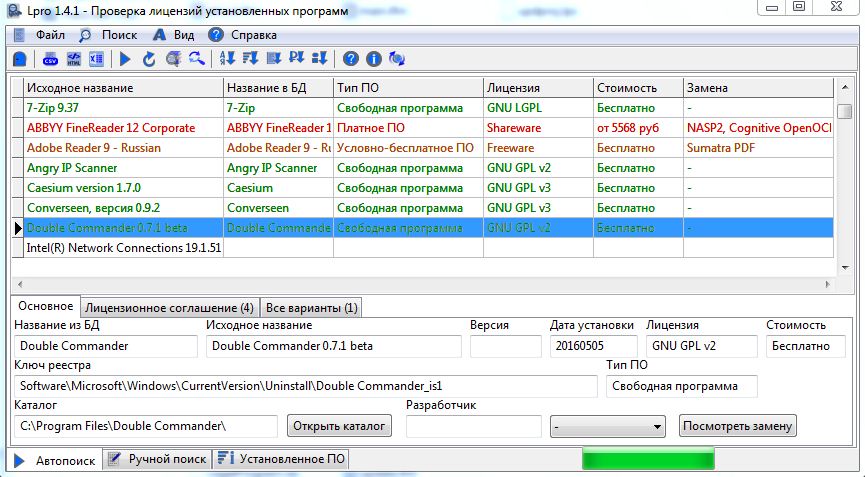 Lpro 1.4.1 - Проверка лицензий установленных программ
Файл Поиск Вид Справка
CSV HTML
Исходное название Название в БД Тип ПО Лицензия Стоимость Замена
7-Zip 9.37 7-Zip Свободная программа GNU LGPL Бесплатно -
ABBYY FineReader 12 Corporate ABBYY FineReader 1 Платное ПО Shareware от 5568 руб NASP2, Cognitive OpenOCI
Adobe Reader 9 - Russian Adobe Reader 9 - Ru Условно-бесплатное ПО Freeware Бесплатно Sumatra PDF
Angry IP Scanner Angry IP Scanner Свободная программа GNU GPL v2 Бесплатно -
Caesium version 1.7.0 Caesium Свободная программа GNU GPL v3 Бесплатно -
Converseen, версия 0.9.2 Converseen Свободная программа GNU GPL v3 Бесплатно -
Double Commander 0.7.1 beta Double Commande Свободная программа GNU GPL v2 Бесплатно -
Intel(R) Network Connections 19.1.51
Основное Лицензионное соглашение (4) Все варианты (1)
Название из БД Исходное название Версия Дата установки Лицензия Стоимость
Double Commander Double Commander 0.7.1 beta 20160505 GNU GPL v2 Бесплатно
Ключ реестра Тип ПО
Software\Microsoft\Windows\CurrentVersion\Uninstall\Double Commander_is1 Свободная программа
Каталог Разработчик
C:\Program Files\Double Commander\ Открыть каталог - Посмотреть замену
Автопоиск Ручной поиск Установленное ПО